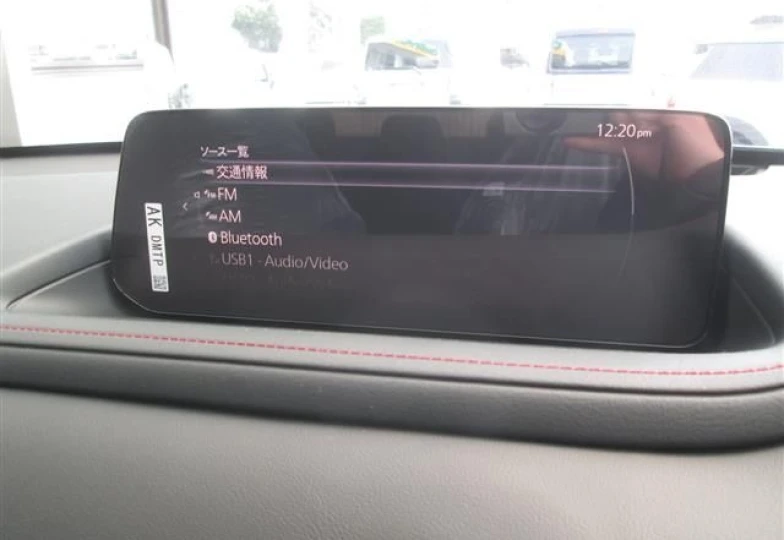 12:20pm
ソース一覧
交通情報
FM
AM
Bluetooth
USB1 - Audio/Video
AK DMTP